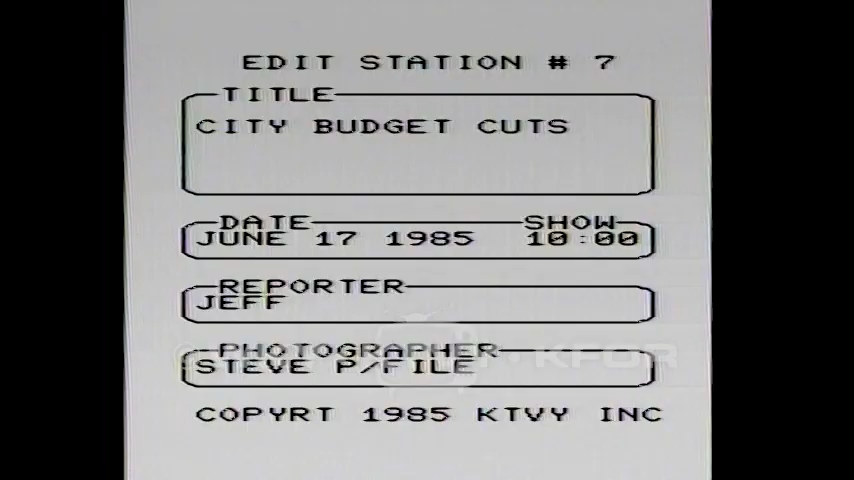 EDIT STATION # 7
TITLE
CITY BUDGET CUTS
DATE SHOW
JUNE 17 1985 10:00
REPORTER
JEFF
PHOTOGRAPHER
STEVE P/FILE
KFOR
COPYRT 1985 KTVY INC